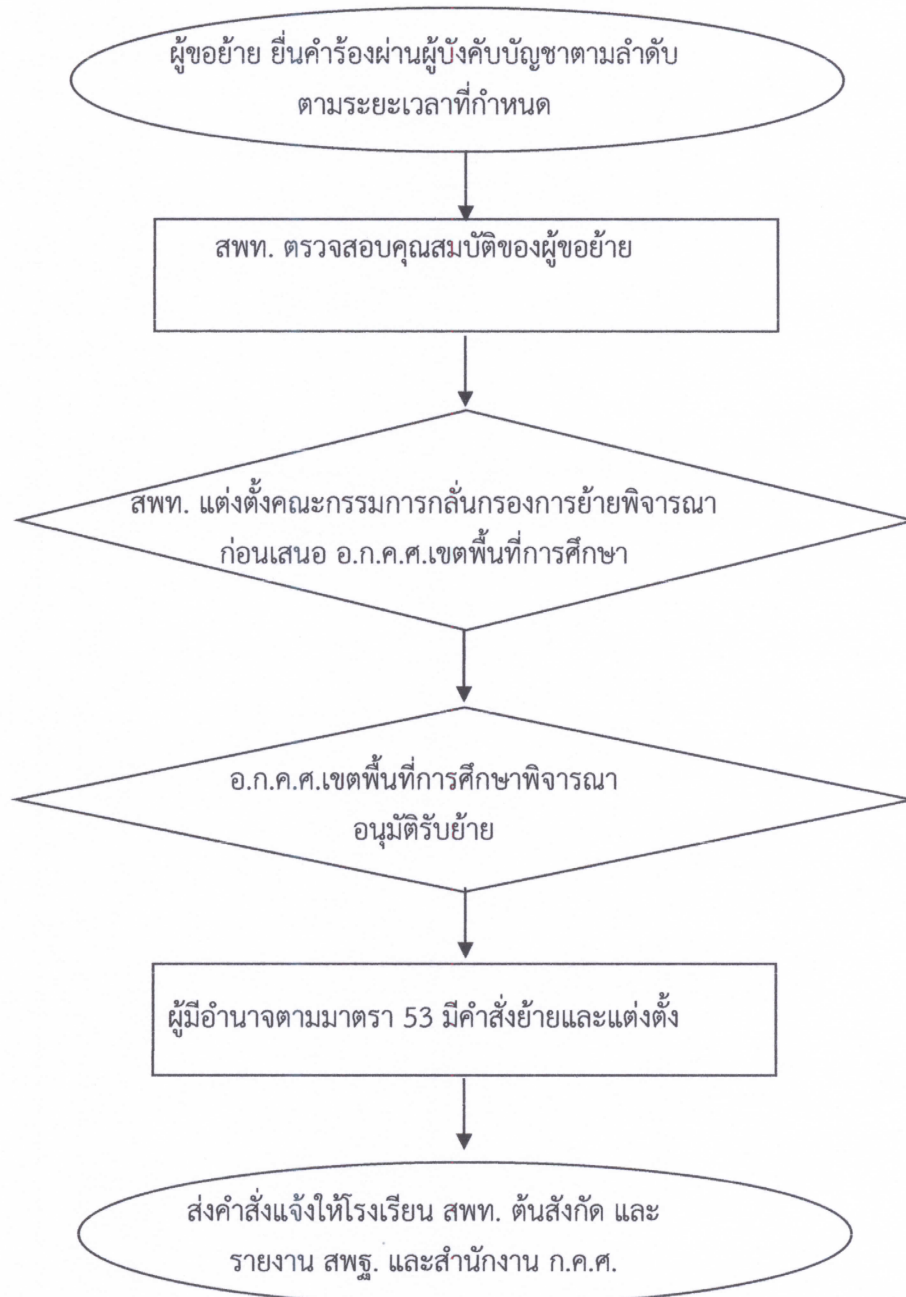 ผู้ขอย้าย ยื่นคำร้องผ่านผู้บังคับบัญชาตามลำดับ
ตามระยะเวลาที่กำหนด
สพท. ตรวจสอบคุณสมบัติของผู้ขอย้าย
สพท. แต่งตั้งคณะกรรมการกลั่นกรองการย้ายพิจารณา
ก่อนเสนอ อ.ก.ค.ศ.เขตพื้นที่การศึกษา
อ.ก.ค.ศ.เขตพื้นที่การศึกษาพิจารณา
อนุมัติรับย้าย
ผู้มีอำนาจตามมาตรา 53 มีคำสั่งย้ายและแต่งตั้ง
ส่งคำสั่งแจ้งให้โรงเรียน สพท. ต้นสังกัด และ
รายงาน สพฐ. และสำนักงาน ก.ค.ศ.